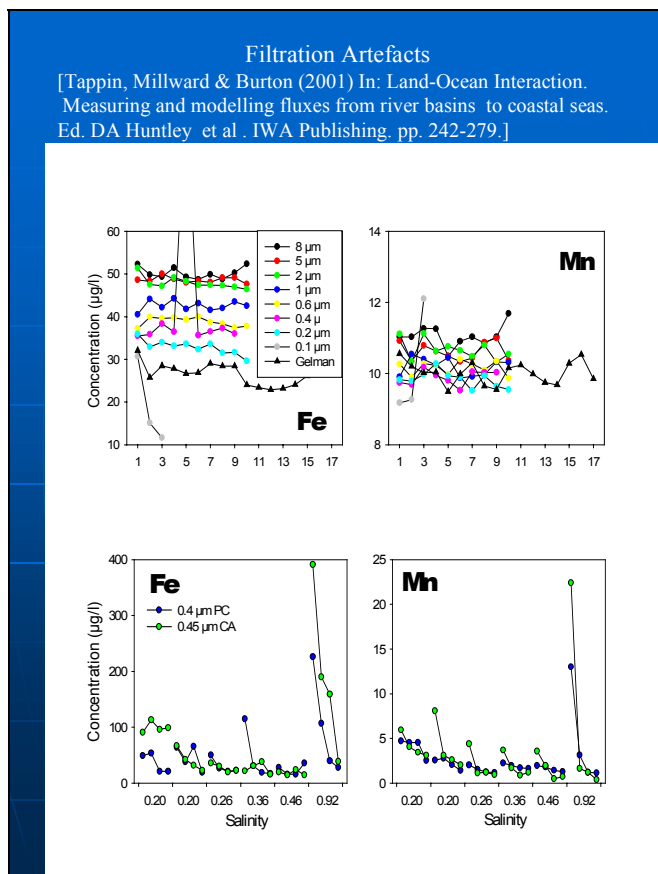 Filtration Artefacts
[Tappin, Millward & Burton (2001) In: Land-Ocean Interaction.
Measuring and modelling fluxes from river basins to coastal seas.
Ed. DA Huntley et al . IWA Publishing. pp. 242-279.]
60
50
40
30
20
10
Concentration (µg/l)
8 µm
5 µm
2 µm
1 µm
0.6 µm
0.4 µ
0.2 µm
0.1 µm
Gelman
Fe
1 3 5 7 9 11 13 15 17
14
12
10
8
Mn
1 3 5 7 9 11 13 15 17
400
300
200
100
0
Concentration (µg/l)
Fe
0.4 µm PC
0.45 µm CA
0.20 0.20 0.26 0.36 0.46 0.92
Salinity
25
20
15
10
5
0
Mn
0.20 0.20 0.26 0.36 0.46 0.92
Salinity